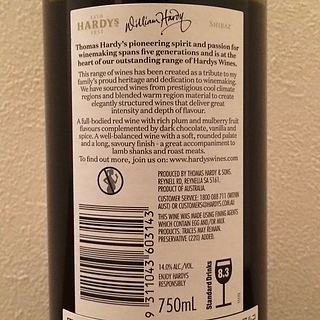 ESTD
HARDYS
1853
William Hardy
SHIRAZ
Thomas Hardy's pioneering spirit and passion for
winemaking spans five generations and is at the
heart of our outstanding range of Hardys Wines.
This range of wines has been created as a tribute to my
family's proud heritage and dedication to winemaking.
We have sourced wines from prestigious cool climate
regions and blended warm region material to create
elegantly structured wines that deliver great
intensity and depth of flavour.
A full-bodied red wine with rich plum and mulberry fruit
flavours complemented by dark chocolate, vanilla and
spice. A well-balanced wine with a soft, rounded palate
and a long, savoury finish - a great accompaniment to
lamb shanks and roast meats.
To find out more, join us: www.hardyswines.com
PRODUCED BY THOMAS HARDY & SONS.
REYNELL RD, REYNELLA SA 5161.
PRODUCT OF AUSTRALIA.
CUSTOMER SERVICE: 1800 088 711 (WITHIN
AUST) OR CUSTOMERS@HARDYS.COM.AU
THIS WINE WAS MADE USING FINING AGENTS
WHICH CONTAIN EGG AND/OR MILK
PRODUCTS. TRACES MAY REMAIN.
PRESERVATIVE (220) ADDED.
14.0% ALC./VOL.
ENJOY HARDYS
RESPONSIBLY
750ml
Standard Drinks
8.3
9 311043 603143